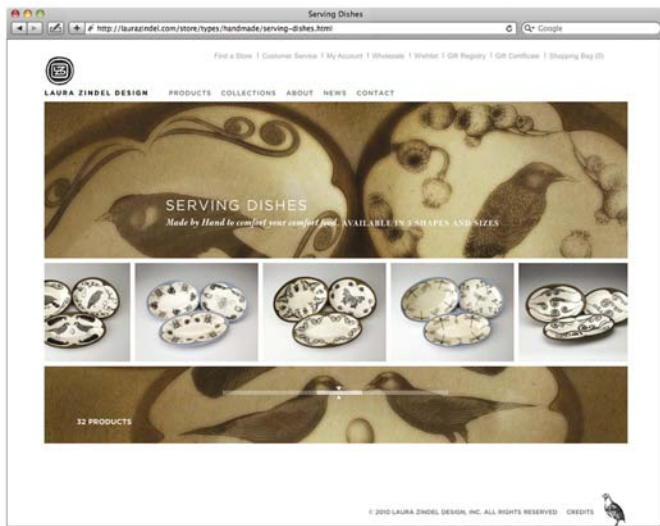 Serving Dishes
http://laurazindel.com/store/types/handmade/serving-dishes.html
Google
Find a Store | Customer Service | My Account | Wholesale | Wishlist | Gift Registry | Gift Certificate | Shopping Bag (0)
LAURA ZINDEL DESIGN PRODUCTS COLLECTIONS ABOUT NEWS CONTACT
SERVING DISHES
Made by Hand to comfort your comfort food. AVAILABLE IN 3 SHAPES AND SIZES
32 PRODUCTS
© 2010 LAURA ZINDEL DESIGN, INC. ALL RIGHTS RESERVED CREDITS